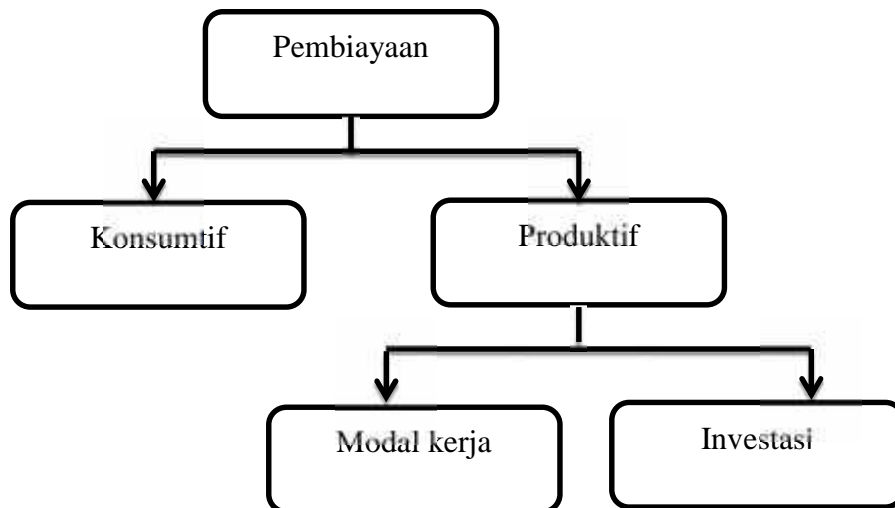 Pembiayaan
Konsumtif
Produktif
Modal kerja
Investasi